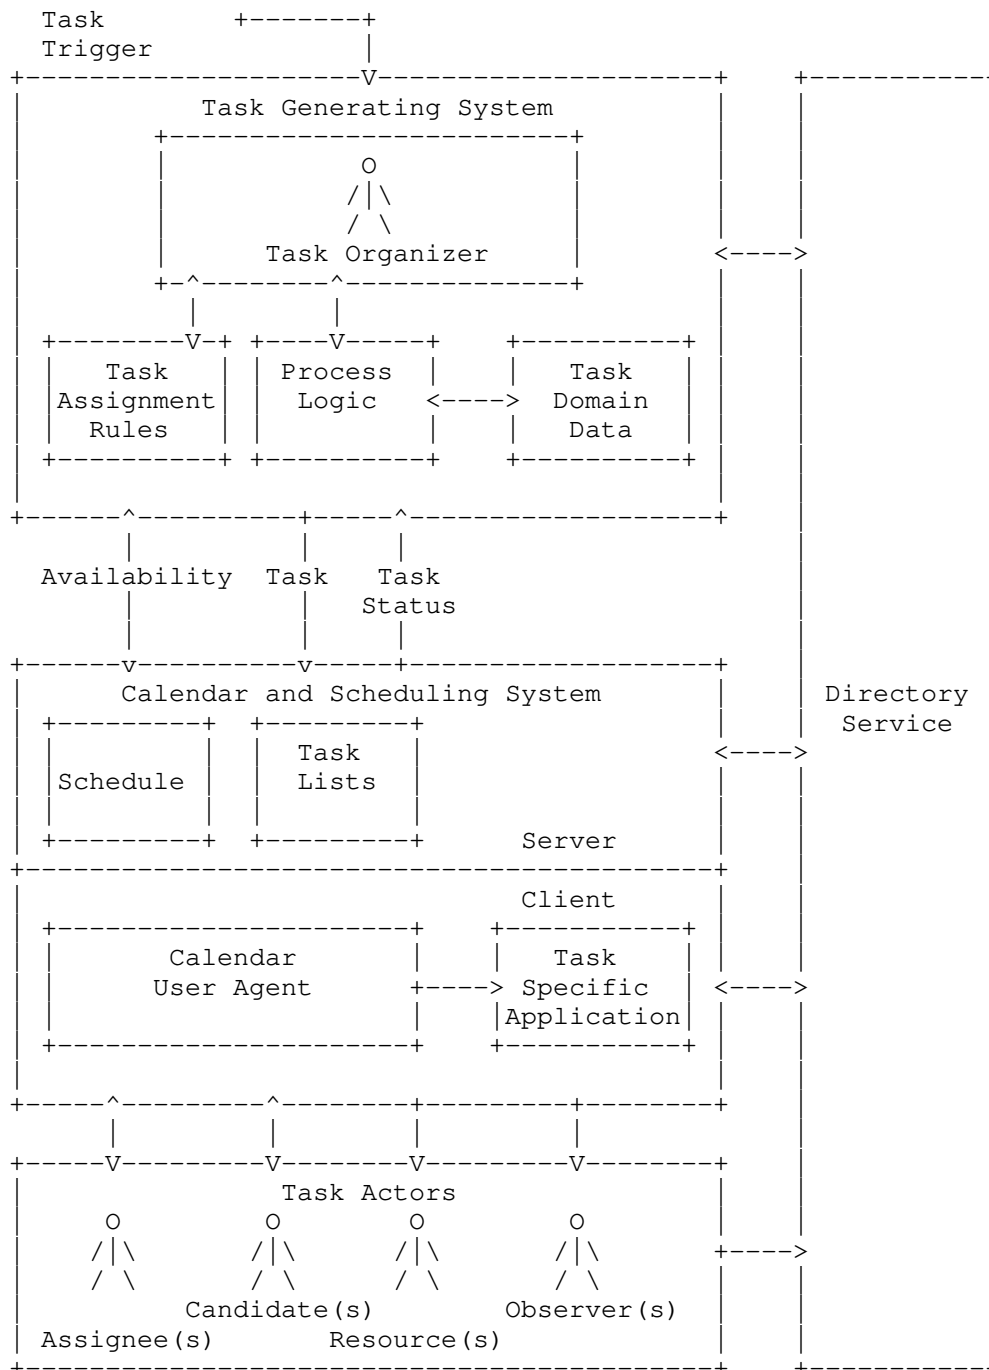 Task
Trigger
Task Generating System
Task Organizer
Task Process Task
Assignment Logic Domain
Rules Data
Availability Task Task
Status
Calendar and Scheduling System Directory
Task Service
Schedule Lists
Server
Client
Calendar Task
User Agent Specific
Application
Task Actors
Candidate(s) Observer(s)
Assignee(s) Resource(s)